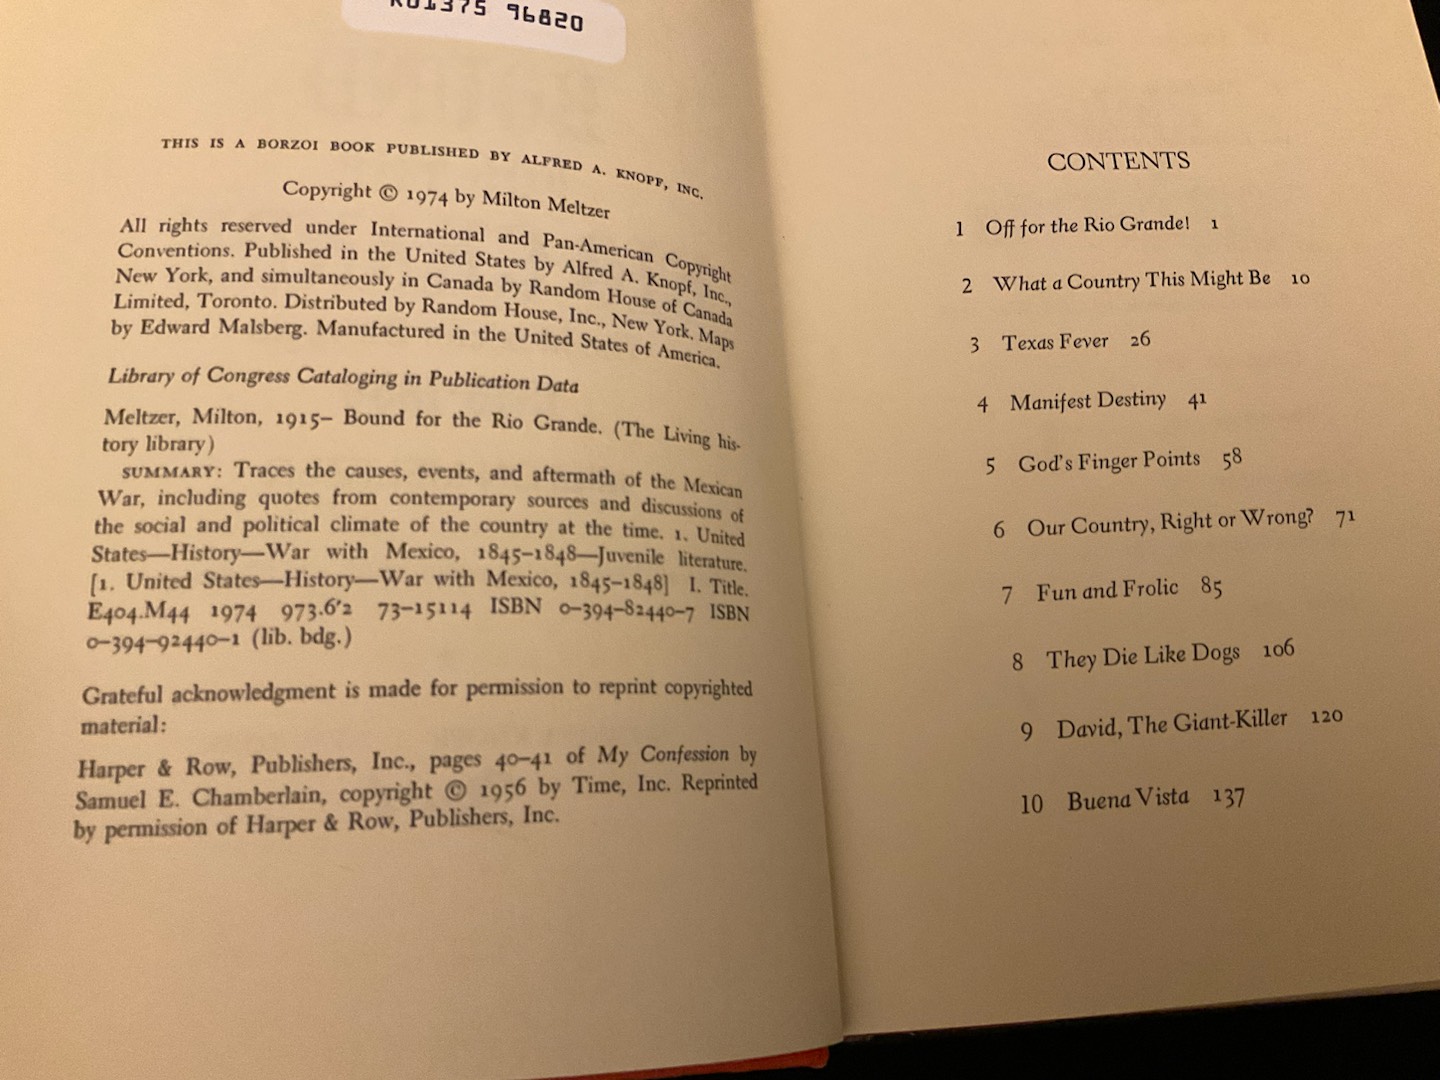 96820
THIS IS A BORZOI BOOK PUBLISHED BY ALFRED A. KNOPF, INC.
Copyright © 1974 by Milton Meltzer
All rights reserved under International and Pan-American Copyright
Conventions. Published in the United States by Alfred A. Knopf, Inc.,
New York, and simultaneously in Canada by Random House of Canada
Limited, Toronto. Distributed by Random House, Inc., New York. Maps
by Edward Malsberg. Manufactured in the United States of America.
Library of Congress Cataloging in Publication Data
Meltzer, Milton, 1915– Bound for the Rio Grande. (The Living his-
tory library)
SUMMARY: Traces the causes, events, and aftermath of the Mexican
War, including quotes from contemporary sources and discussions of
the social and political climate of the country at the time. 1. United
States—History—War with Mexico, 1845–1848—Juvenile literature.
[1. United States—History—War with Mexico, 1845–1848] I. Title.
E404.M44 1974 973.6'2 73–15114 ISBN 0–394–82440–7 ISBN
0–394–92440–1 (lib. bdg.)
Grateful acknowledgment is made for permission to reprint copyrighted
material:
Harper & Row, Publishers, Inc., pages 40–41 of My Confession by
Samuel E. Chamberlain, copyright © 1956 by Time, Inc. Reprinted
by permission of Harper & Row, Publishers, Inc.
CONTENTS
1 Off for the Rio Grande! 1
2 What a Country This Might Be 10
3 Texas Fever 26
4 Manifest Destiny 41
5 God's Finger Points 58
6 Our Country, Right or Wrong? 71
7 Fun and Frolic 85
8 They Die Like Dogs 106
9 David, The Giant-Killer 120
10 Buena Vista 137